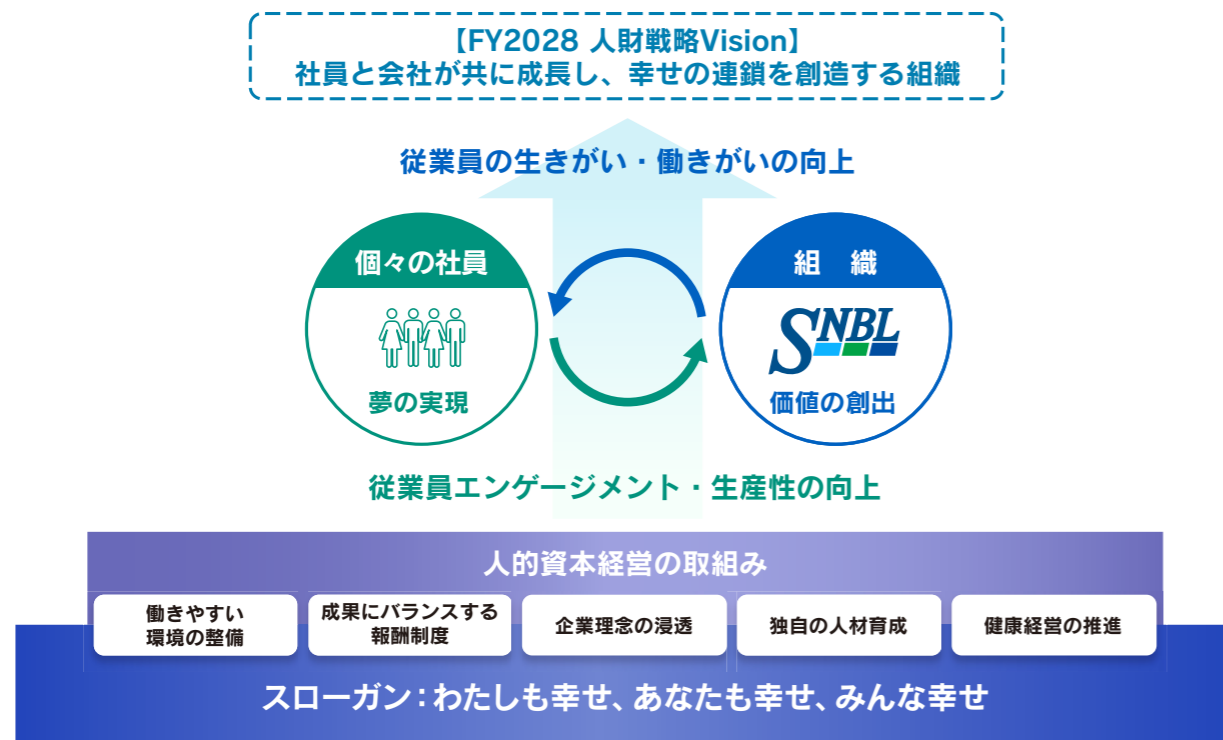 【FY2028 人財戦略Vision】
社員と会社が共に成長し、幸せの連鎖を創造する組織
従業員の生きがい・働きがいの向上
個々の社員
夢の実現
組　織
SNBL
価値の創出
従業員エンゲージメント・生産性の向上
人的資本経営の取組み
働きやすい
環境の整備
成果にバランスする
報酬制度
企業理念の浸透
独自の人材育成
健康経営の推進
スローガン：わたしも幸せ、あなたも幸せ、みんな幸せ